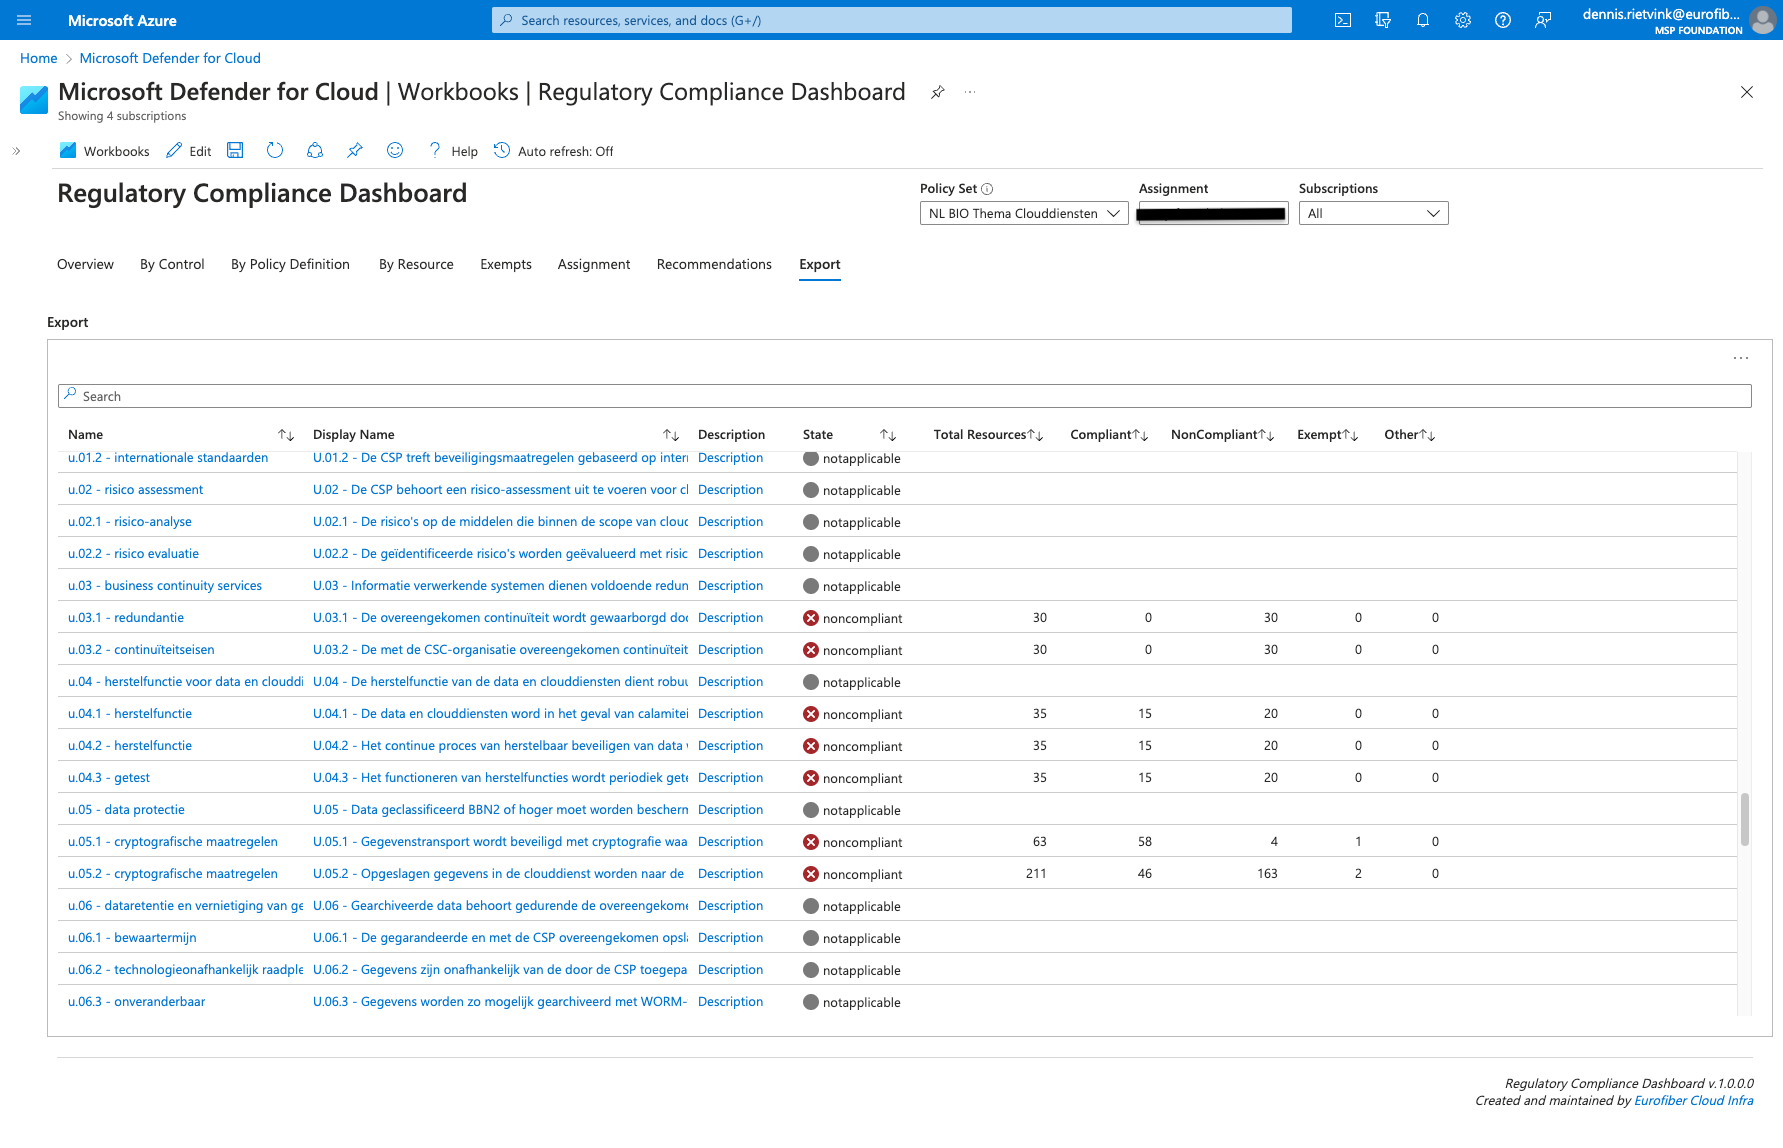 Microsoft Azure
Search resources, services, and docs (G+/)
dennis.rietvink@eurofib...
MSP FOUNDATION
Home > Microsoft Defender for Cloud
Microsoft Defender for Cloud | Workbooks | Regulatory Compliance Dashboard ...
Showing 4 subscriptions
Workbooks Edit Help Auto refresh: Off
Regulatory Compliance Dashboard
Policy Set Assignment Subscriptions
NL BIO Thema Clouddiensten All
Overview By Control By Policy Definition By Resource Exempts Assignment Recommendations Export
Export
...
Search
Name Display Name Description State Total Resources Compliant NonCompliant Exempt Other
u.01.2 - internationale standaarden U.01.2 - De CSP treft beveiligingsmaatregelen gebaseerd op inter Description notapplicable
u.02 - risico assessment U.02 - De CSP behoort een risico-assessment uit te voeren voor cl Description notapplicable
u.02.1 - risico-analyse U.02.1 - De risico's op de middelen die binnen de scope van clouc Description notapplicable
u.02.2 - risico evaluatie U.02.2 - De geïdentificeerde risico's worden geëvalueerd met risic Description notapplicable
u.03 - business continuity services U.03 - Informatie verwerkende systemen dienen voldoende redun Description notapplicable
u.03.1 - redundantie U.03.1 - De overeengekomen continuïteit wordt gewaarborgd doc Description noncompliant 30 0 30 0 0
u.03.2 - continuïteitseisen U.03.2 - De met de CSC-organisatie overeengekomen continuïteit Description noncompliant 30 0 30 0 0
u.04 - herstelfunctie voor data en clouddi U.04 - De herstelfunctie van de data en clouddiensten dient robuu Description notapplicable
u.04.1 - herstelfunctie U.04.1 - De data en clouddiensten word in het geval van calamitei Description noncompliant 35 15 20 0 0
u.04.2 - herstelfunctie U.04.2 - Het continue proces van herstelbaar beveiligen van data Description noncompliant 35 15 20 0 0
u.04.3 - getest U.04.3 - Het functioneren van herstelfuncties wordt periodiek gete Description noncompliant 35 15 20 0 0
u.05 - data protectie U.05 - Data geclassificeerd BBN2 of hoger moet worden bescherm Description notapplicable
u.05.1 - cryptografische maatregelen U.05.1 - Gegevenstransport wordt beveiligd met cryptografie waa Description noncompliant 63 58 4 1 0
u.05.2 - cryptografische maatregelen U.05.2 - Opgeslagen gegevens in de clouddienst worden naar de Description noncompliant 211 46 163 2 0
u.06 - dataretentie en vernietiging van ge U.06 - Gearchiveerde data behoort gedurende de overeengekome Description notapplicable
u.06.1 - bewaartermijn U.06.1 - De gegarandeerde en met de CSP overeengekomen opsl Description notapplicable
u.06.2 - technologieonafhankelijk raadple U.06.2 - Gegevens zijn onafhankelijk van de door de CSP toegepa Description notapplicable
u.06.3 - onveranderbaar U.06.3 - Gegevens worden zo mogelijk gearchiveerd met WORM- Description notapplicable
Regulatory Compliance Dashboard v.1.0.0.0
Created and maintained by Eurofiber Cloud Infra